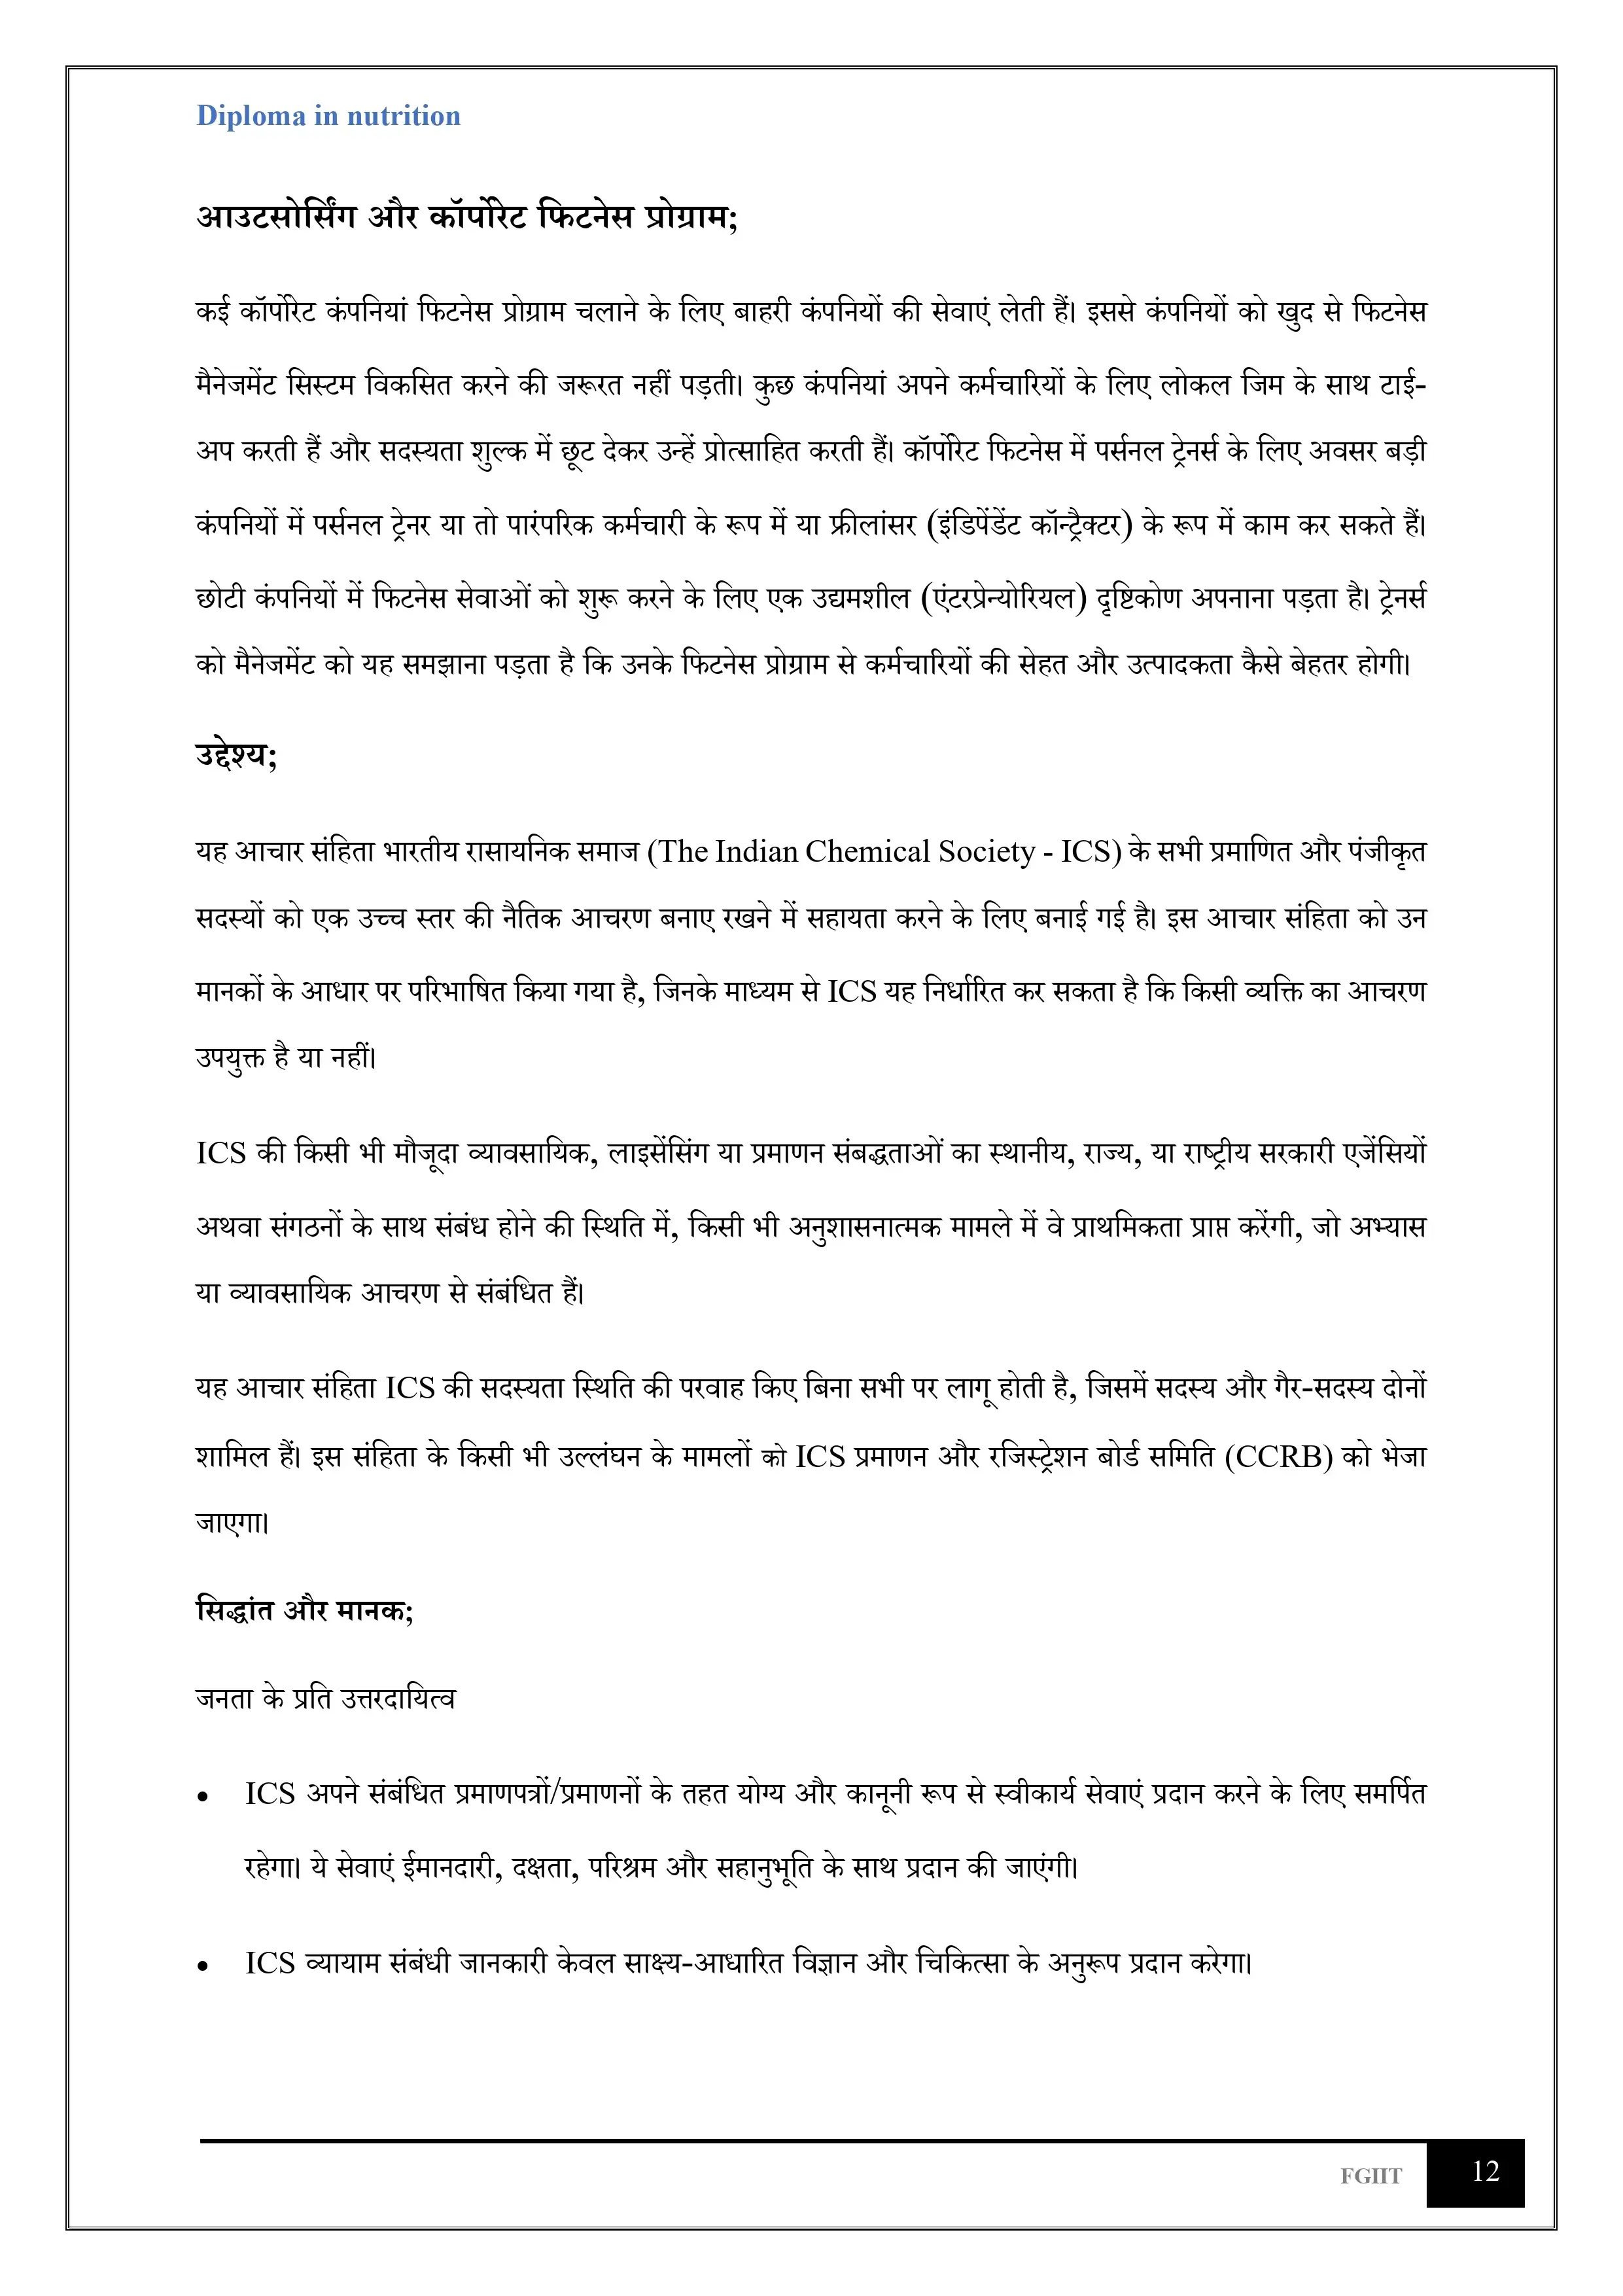 Diploma in nutrition
आउटसोर्सिंग और कॉर्पोरेट फिटनेस प्रोग्राम;
कई कॉर्पोरेट कंपनियां फिटनेस प्रोग्राम चलाने के लिए बाहरी कंपनियों की सेवाएं लेती हैं। इससे कंपनियों को खुद से फिटनेस
मैनेजमेंट सिस्टम विकसित करने की जरूरत नहीं पड़ती। कुछ कंपनियां अपने कर्मचारियों के लिए लोकल जिम के साथ टाई-
अप करती हैं और सदस्यता शुल्क में छूट देकर उन्हें प्रोत्साहित करती हैं। कॉर्पोरेट फिटनेस में पर्सनल ट्रेनर्स के लिए अवसर बड़ी
कंपनियों में पर्सनल ट्रेनर या तो पारंपरिक कर्मचारी के रूप में या फ्रीलांसर (इंडिपेंडेंट कॉन्ट्रैक्टर) के रूप में काम कर सकते हैं।
छोटी कंपनियों में फिटनेस सेवाओं को शुरू करने के लिए एक उद्यमशील (एंटरप्रेन्योरियल) दृष्टिकोण अपनाना पड़ता है। ट्रेनर्स
को मैनेजमेंट को यह समझाना पड़ता है कि उनके फिटनेस प्रोग्राम से कर्मचारियों की सेहत और उत्पादकता कैसे बेहतर होगी।
उद्देश्य;
यह आचार संहिता भारतीय रासायनिक समाज (The Indian Chemical Society - ICS) के सभी प्रमाणित और पंजीकृत
सदस्यों को एक उच्च स्तर की नैतिक आचरण बनाए रखने में सहायता करने के लिए बनाई गई है। इस आचार संहिता को उन
मानकों के आधार पर परिभाषित किया गया है, जिनके माध्यम से ICS यह निर्धारित कर सकता है कि किसी व्यक्ति का आचरण
उपयुक्त है या नहीं।
ICS की किसी भी मौजूदा व्यावसायिक, लाइसेंसिंग या प्रमाणन संबद्धताओं का स्थानीय, राज्य, या राष्ट्रीय सरकारी एजेंसियों
अथवा संगठनों के साथ संबंध होने की स्थिति में, किसी भी अनुशासनात्मक मामले में वे प्राथमिकता प्राप्त करेंगी, जो अभ्यास
या व्यावसायिक आचरण से संबंधित हैं।
यह आचार संहिता ICS की सदस्यता स्थिति की परवाह किए बिना सभी पर लागू होती है, जिसमें सदस्य और गैर-सदस्य दोनों
शामिल हैं। इस संहिता के किसी भी उल्लंघन के मामलों को ICS प्रमाणन और रजिस्ट्रेशन बोर्ड समिति (CCRB) को भेजा
जाएगा।
सिद्धांत और मानक;
जनता के प्रति उत्तरदायित्व
• ICS अपने संबंधित प्रमाणपत्रों/प्रमाणनों के तहत योग्य और कानूनी रूप से स्वीकार्य सेवाएं प्रदान करने के लिए समर्पित
रहेगा। ये सेवाएं ईमानदारी, दक्षता, परिश्रम और सहानुभूति के साथ प्रदान की जाएंगी।
• ICS व्यायाम संबंधी जानकारी केवल साक्ष्य-आधारित विज्ञान और चिकित्सा के अनुरूप प्रदान करेगा।
FGIIT 12